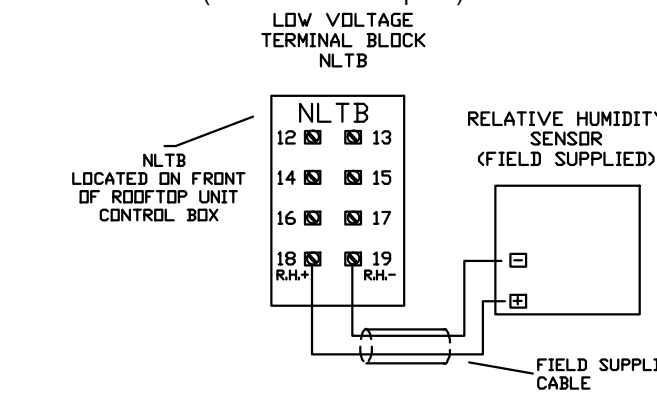 LOW VOLTAGE
TERMINAL BLOCK
NLTB
NLTB
12 13
14 15
16 17
18 19
R.H.+ R.H.-
NLTB
LOCATED ON FRONT
OF ROOFTOP UNIT
CONTROL BOX
RELATIVE HUMIDITY
SENSOR
(FIELD SUPPLIED)
-
+
FIELD SUPPLI
CABLE